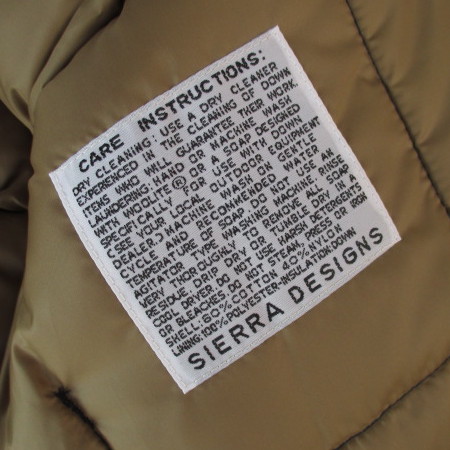 CARE INSTRUCTIONS:
DRY CLEANING: USE A DRY CLEANER
EXPERIENCED IN THE CLEANING OF DOWN
ITEMS WHO WILL GUARANTEE THEIR WORK.
LAUNDERING: HAND OR MACHINE WASH
WITH WOOLITE® OR A SOAP DESIGNED
SPECIFICALLY FOR USE WITH DOWN
(SEE YOUR LOCAL OUTDOOR EQUIPMENT
DEALER). MACHINE WASH ON GENTLE
CYCLE AND RECOMMENDED WATER
TEMPERATURE OF SOAP. DO NOT USE
AGITATOR TYPE WASHING MACHINE. RINSE
VERY THOROUGHLY TO REMOVE ALL SOAP
RESIDUE. DRIP DRY OR TUMBLE DRY IN
COOL DRYER. DO NOT USE HARSH DETERGENTS
OR BLEACHES. DO NOT STEAM, PRESS OR IRON
SHELL: 60% COTTON 40% NYLON
LINING: 100% POLYESTER-INSULATION: DOWN
SIERRA DESIGNS